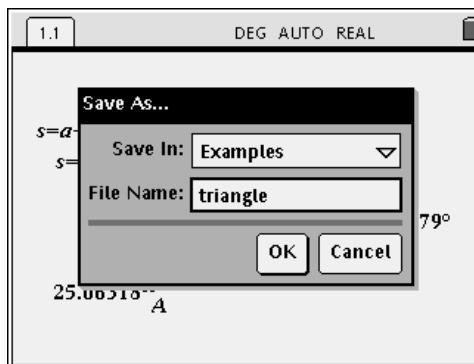 1.1 DEG AUTO REAL
Save As...
s=a
Save In: Examples
s=
File Name: triangle
79°
OK Cancel
A